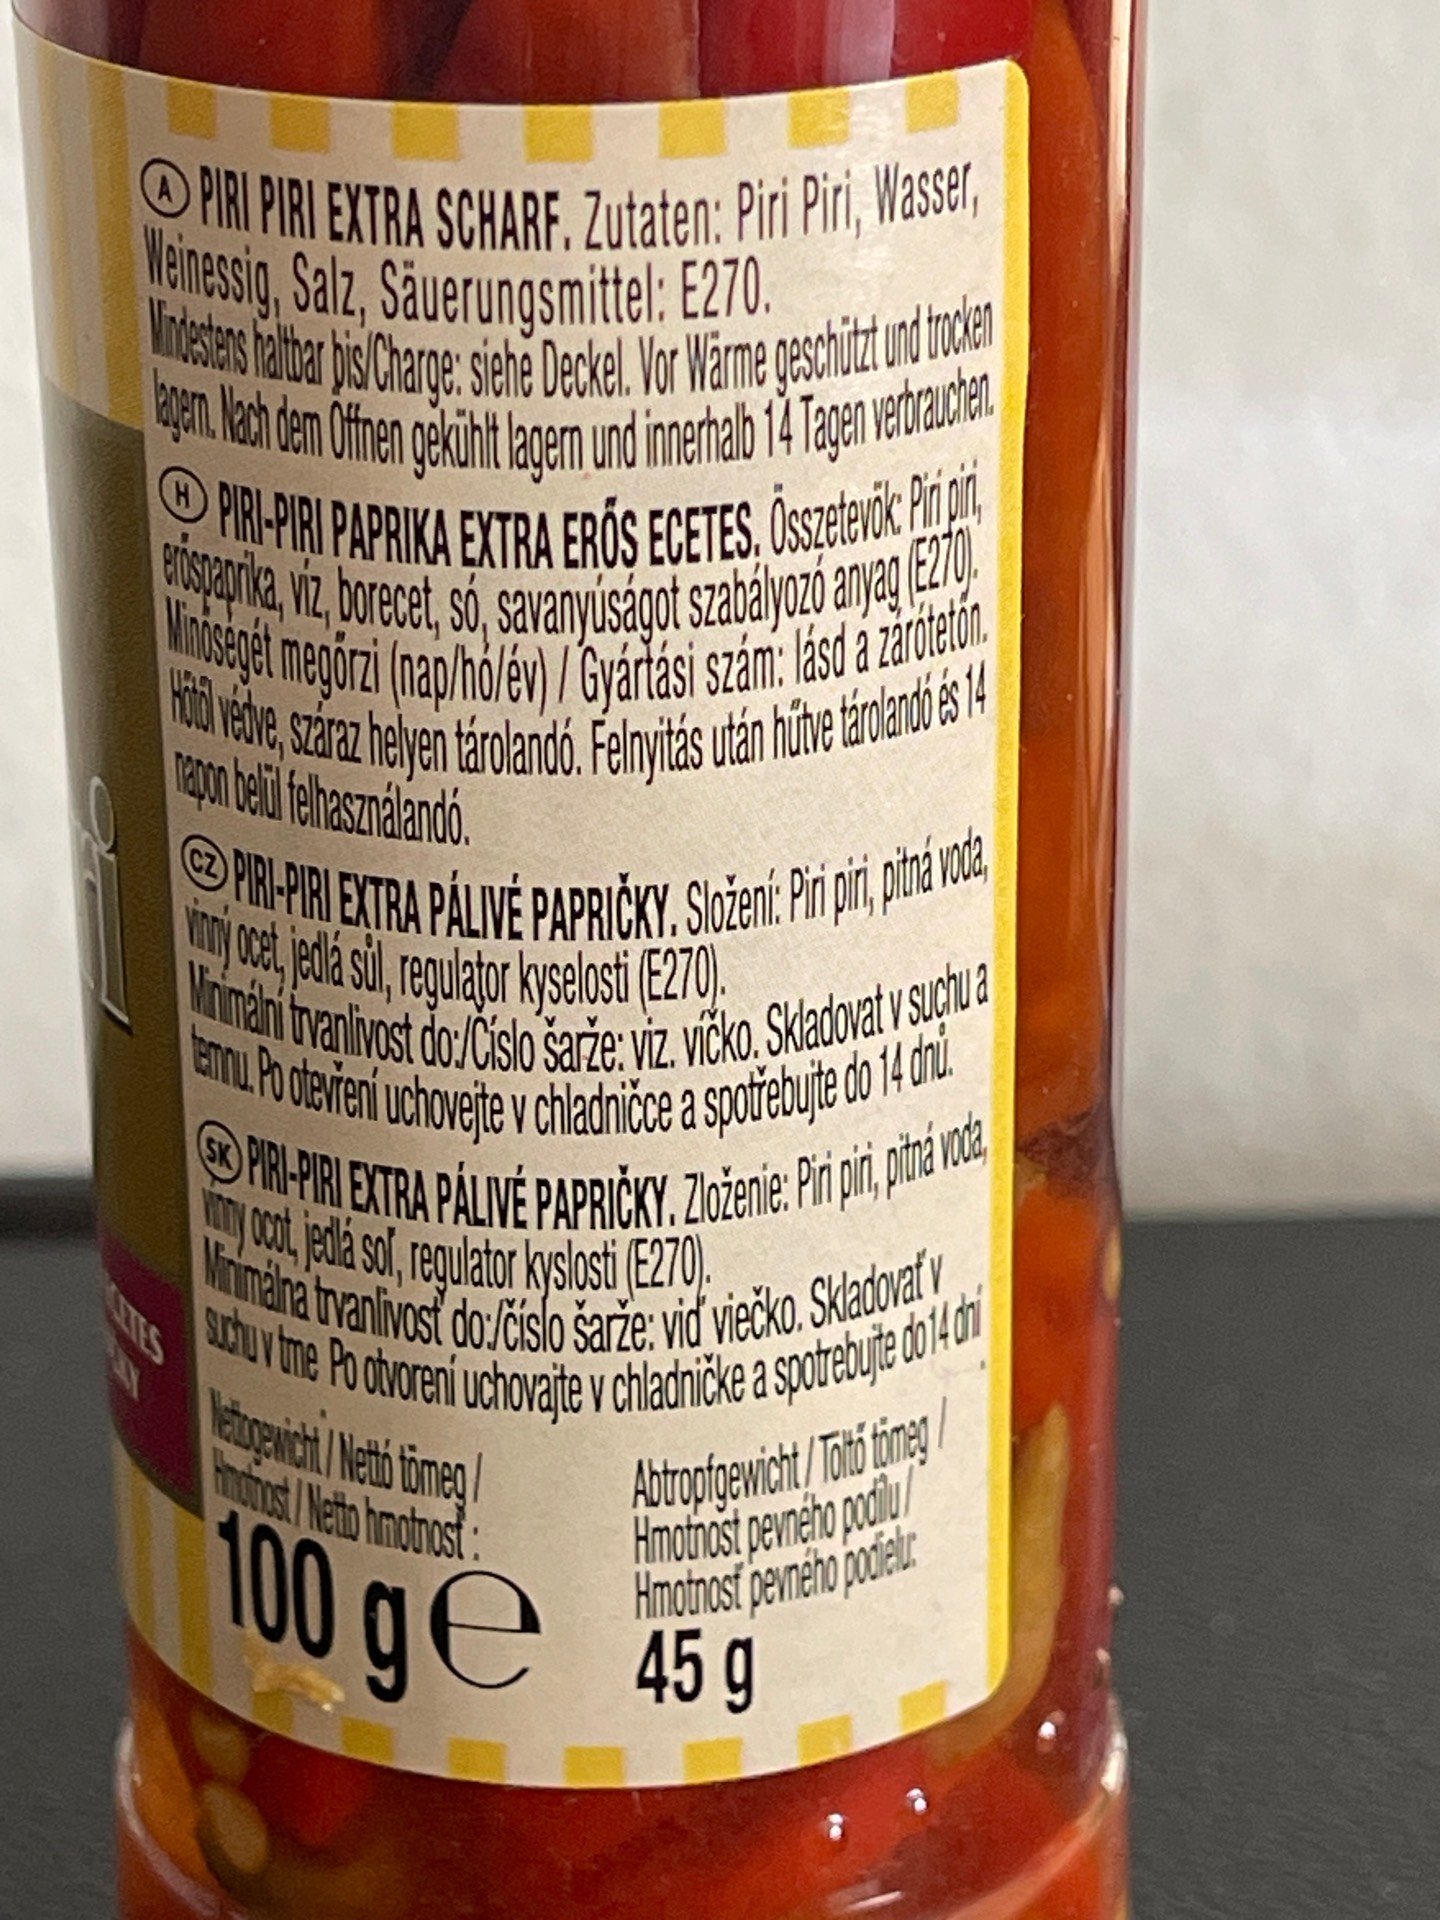 A PIRI PIRI EXTRA SCHARF. Zutaten: Piri Piri, Wasser,
Weinessig, Salz, Säuerungsmittel: E270.
Mindestens haltbar bis/Charge: siehe Deckel. Vor Wärme geschützt und trocken
lagern. Nach dem Öffnen gekühlt lagern und innerhalb 14 Tagen verbrauchen.
H PIRI-PIRI PAPRIKA EXTRA ERŐS ECETES. Összetevők: Piri piri,
erőspaprika, víz, borecet, só, savanyúságot szabályozó anyag (E270).
Minőségét megőrzi (nap/hó/év) / Gyártási szám: lásd a zárótetőn.
Hőtől védve, száraz helyen tárolandó. Felnyitás után hűtve tárolandó és 14
napon belül felhasználandó.
CZ PIRI-PIRI EXTRA PÁLIVÉ PAPRIČKY. Složení: Piri piri, pitná voda,
vinný ocet, jedlá sůl, regulator kyselosti (E270).
Minimální trvanlivost do:/Číslo šarže: viz. víčko. Skladovat v suchu a
temnu. Po otevření uchovejte v chladničce a spotřebujte do 14 dnů.
SK PIRI-PIRI EXTRA PÁLIVÉ PAPRIČKY. Zloženie: Piri piri, pitná voda,
vinny ocot, jedlá soľ, regulator kyslosti (E270).
Minimálna trvanlivosť do:/číslo šarže: viď viečko. Skladovať v
suchu v tme Po otvorení uchovajte v chladničke a spotrebujte do 14 dní
.
Nettogewicht / Nettó tömeg /
Hmotnost / Netto hmotnosť :
100 g e
Abtropfgewicht / Töltő tömeg /
Hmotnost pevného podílu /
Hmotnosť pevného podielu:
45 g